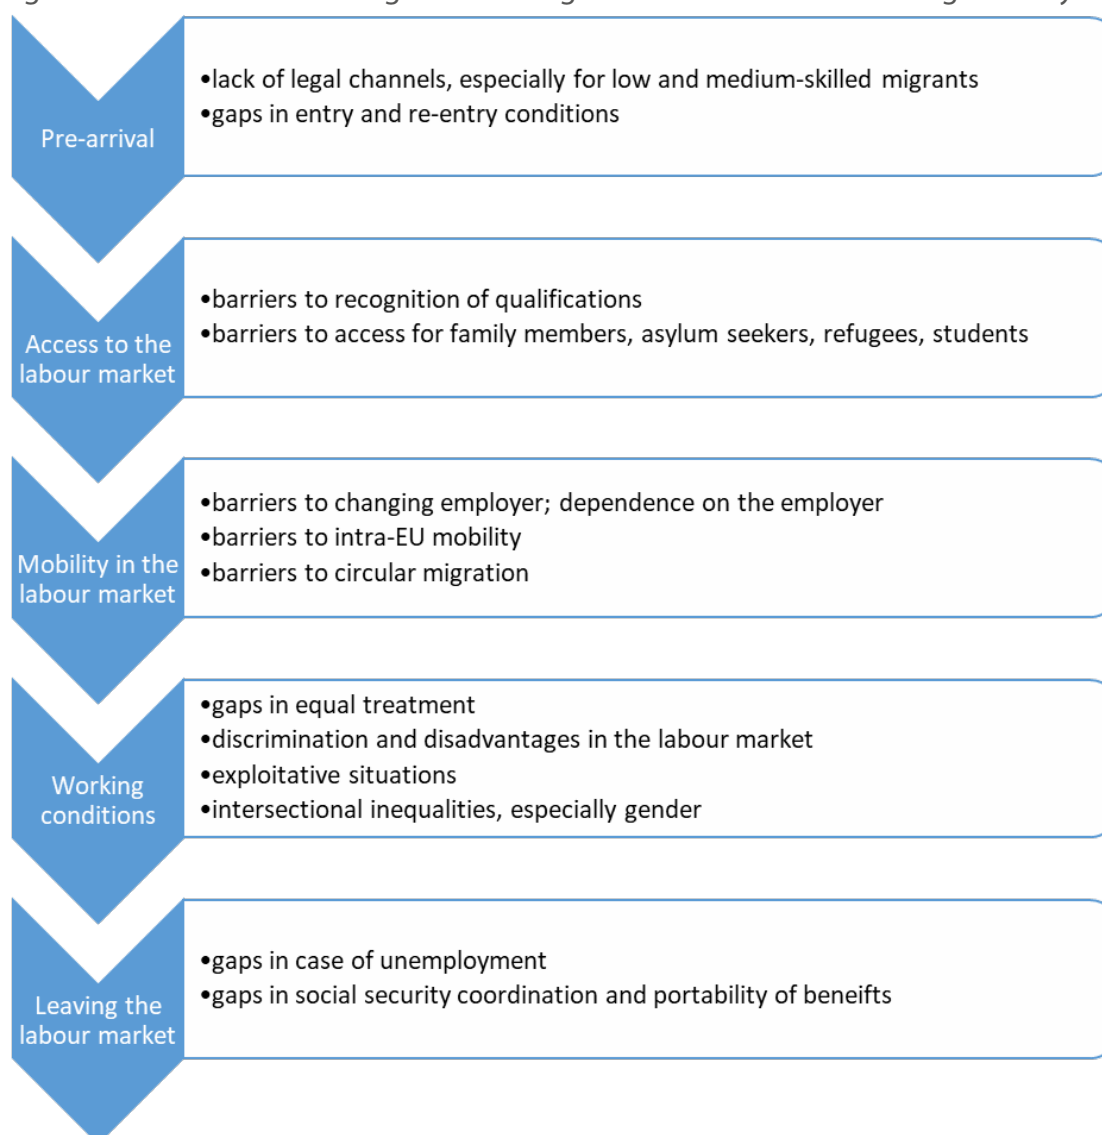 Pre-arrival
•lack of legal channels, especially for low and medium-skilled migrants
•gaps in entry and re-entry conditions
Access to the
labour market
•barriers to recognition of qualifications
•barriers to access for family members, asylum seekers, refugees, students
Mobility in the
labour market
•barriers to changing employer; dependence on the employer
•barriers to intra-EU mobility
•barriers to circular migration
Working
conditions
•gaps in equal treatment
•discrimination and disadvantages in the labour market
•exploitative situations
•intersectional inequalities, especially gender
Leaving the
labour market
•gaps in case of unemployment
•gaps in social security coordination and portability of beneifts